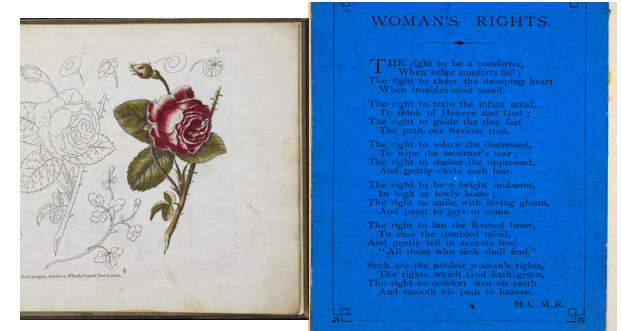 WOMAN'S RIGHTS.
THE right to be a comforter,
When other comforts fail;
The right to cheer the drooping heart
When troubles most assail.
The right to train the infant mind,
To think of Heaven and God;
The right to guide the tiny feet
The path our Saviour trod.
The right to solace the distressed,
To wipe the mourner's tear;
The right to shelter the oppressed,
And gently chide each fear.
The right to be a bright sunbeam,
In high or lowly home;
The right to smile with loving gleam,
And point to joys to come.
The right to fan the fevered brow,
To ease the troubled mind,
And gently tell in accents low,
"All those who seek shall find."
Such are the noblest woman's rights,
The rights which God hath given,
The right to comfort man on earth
And smooth his path to heaven.
M.C.M.R.